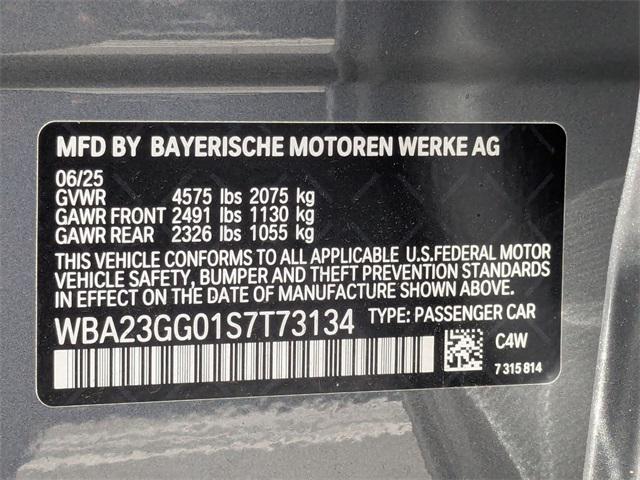 MFD BY BAYERISCHE MOTOREN WERKE AG
06/25
GVWR 4575 lbs 2075 kg
GAWR FRONT 2491 lbs 1130 kg
GAWR REAR 2326 lbs 1055 kg
THIS VEHICLE CONFORMS TO ALL APPLICABLE U.S.FEDERAL MOTOR
VEHICLE SAFETY, BUMPER AND THEFT PREVENTION STANDARDS
IN EFFECT ON THE DATE OF MANUFACTURE SHOWN ABOVE.
WBA23GG01S7T73134 TYPE: PASSENGER CAR
C4W
7 315 814